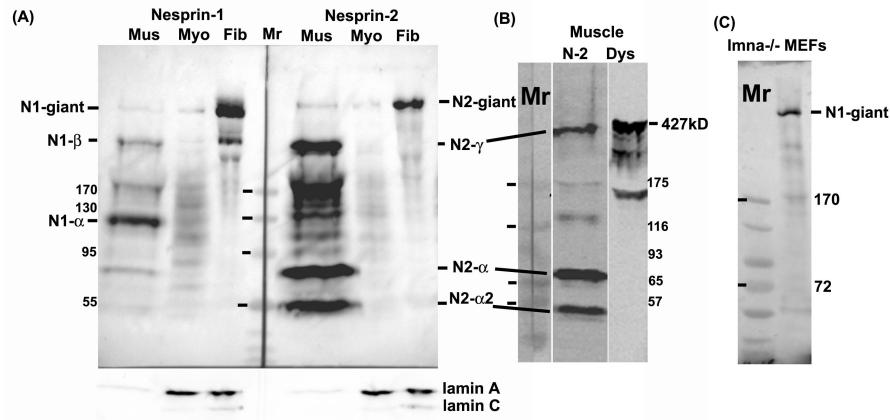 (A)
Nesprin-1
Nesprin-2
Mus Myo Fib Mr Mus Myo Fib
N1-giant
N1-β
170
130
N1-α
95
55
N2-giant
N2-γ
N2-α
N2-α2
lamin A
lamin C
(B)
Muscle
N-2 Dys
Mr
427kD
175
116
93
65
57
(C)
lmna-/- MEFs
Mr
N1-giant
170
72